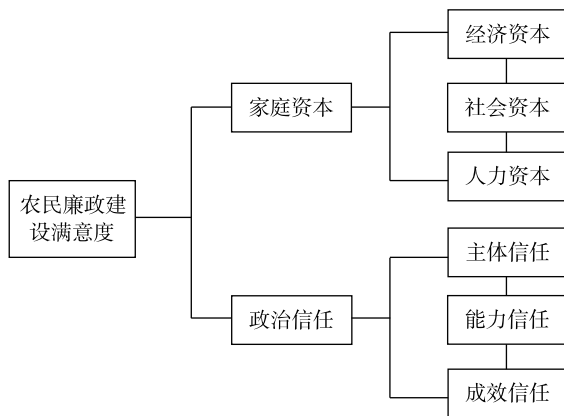 经济资本
家庭资本
社会资本
人力资本
农民廉政建
设满意度
主体信任
政治信任
能力信任
成效信任